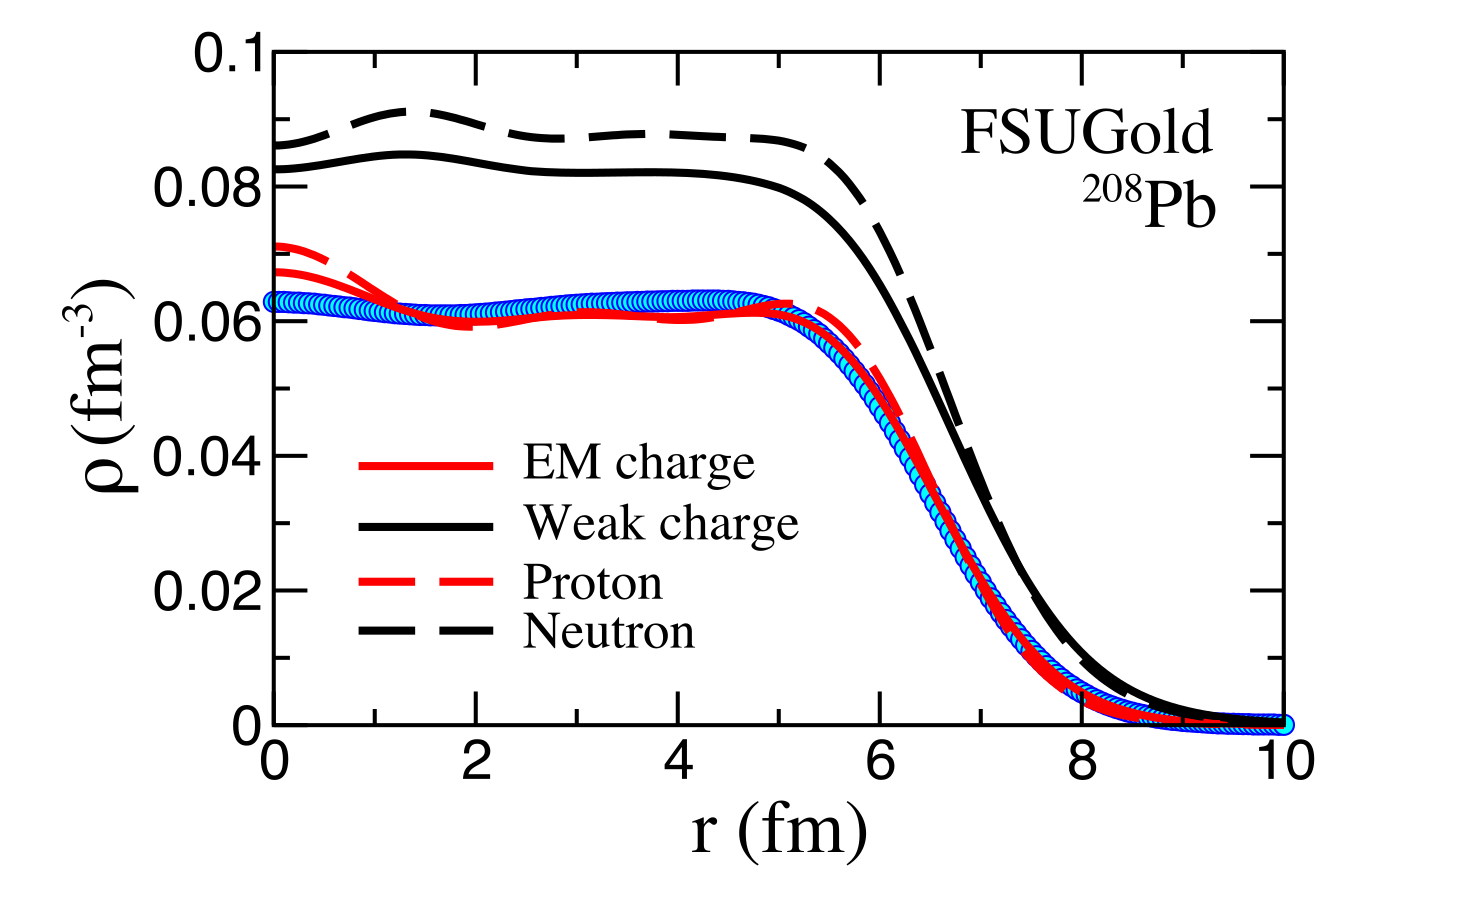 0.1
0.08
0.06
0.04
0.02
0
ρ (fm⁻³)
FSUGold
²⁰⁸Pb
EM charge
Weak charge
Proton
Neutron
0 2 4 6 8 10
r (fm)